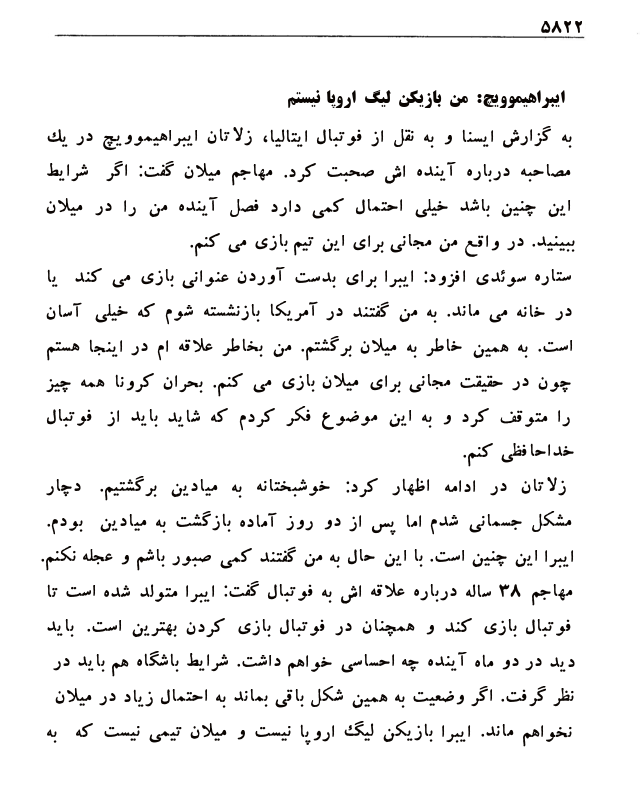 ۵۸۲۲
ایبراهیموویچ: من بازیکن لیگ اروپا نیستم
به گزارش ایسنا و به نقل از فوتبال ایتالیا، زلاتان ایبراهیموویچ در یک
مصاحبه درباره آینده اش صحبت کرد. مهاجم میلان گفت: اگر شرایط
این چنین باشد خیلی احتمال کمی دارد فصل آینده من را در میلان
ببینید. در واقع من مجانی برای این تیم بازی می کنم.
ستاره سوئدی افزود: ایبرا برای بدست آوردن عنوانی بازی می کند یا
در خانه می ماند. به من گفتند در آمریکا بازنشسته شوم که خیلی آسان
است. به همین خاطر به میلان برگشتم. من بخاطر علاقه ام در اینجا هستم
چون در حقیقت مجانی برای میلان بازی می کنم. بحران کرونا همه چیز
را متوقف کرد و به این موضوع فکر کردم که شاید باید از فوتبال
خداحافظی کنم.
زلاتان در ادامه اظهار کرد: خوشبختانه به میادین برگشتیم. دچار
مشکل جسمانی شدم اما پس از دو روز آماده بازگشت به میادین بودم.
ایبرا این چنین است. با این حال به من گفتند کمی صبور باشم و عجله نکنم.
مهاجم ۳۸ ساله درباره علاقه اش به فوتبال گفت: ایبرا متولد شده است تا
فوتبال بازی کند و همچنان در فوتبال بازی کردن بهترین است. باید
دید در دو ماه آینده چه احساسی خواهم داشت. شرایط باشگاه هم باید در
نظر گرفت. اگر وضعیت به همین شکل باقی بماند به احتمال زیاد در میلان
نخواهم ماند. ایبرا بازیکن لیگ اروپا نیست و میلان تیمی نیست که به